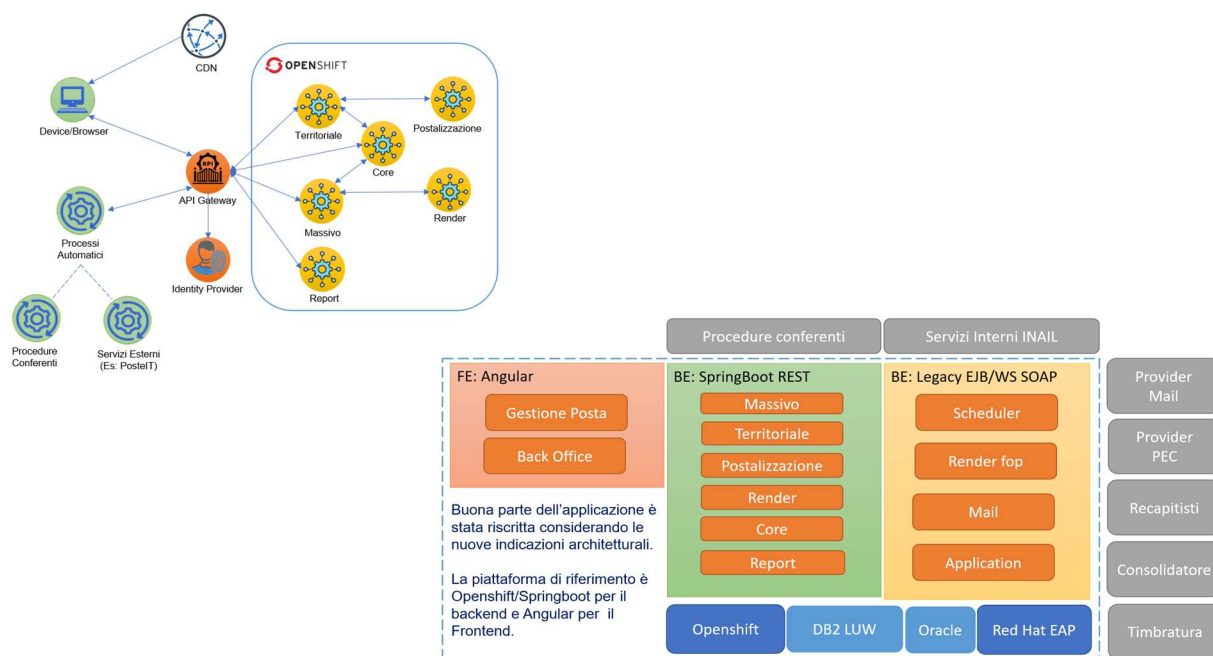 CDN
OPENSHIFT
Device/Browser
Territoriale
Postalizzazione
Core
API
API Gateway
Massivo
Render
Processi
Automatici
Identity Provider
Report
Procedure
Conferenti
Servizi Esterni
(Es: PosteIT)
Procedure conferenti
Servizi Interni INAIL
FE: Angular
Gestione Posta
Back Office
BE: SpringBoot REST
Massivo
Territoriale
Postalizzazione
Render
Core
Report
BE: Legacy EJB/WS SOAP
Scheduler
Render fop
Mail
Application
Provider
Mail
Provider
PEC
Recapitisti
Consolidatore
Timbratura
Buona parte dell'applicazione è
stata riscritta considerando le
nuove indicazioni architetturali.
La piattaforma di riferimento è
Openshift/Springboot per il
backend e Angular per il
Frontend.
Openshift
DB2 LUW
Oracle
Red Hat EAP